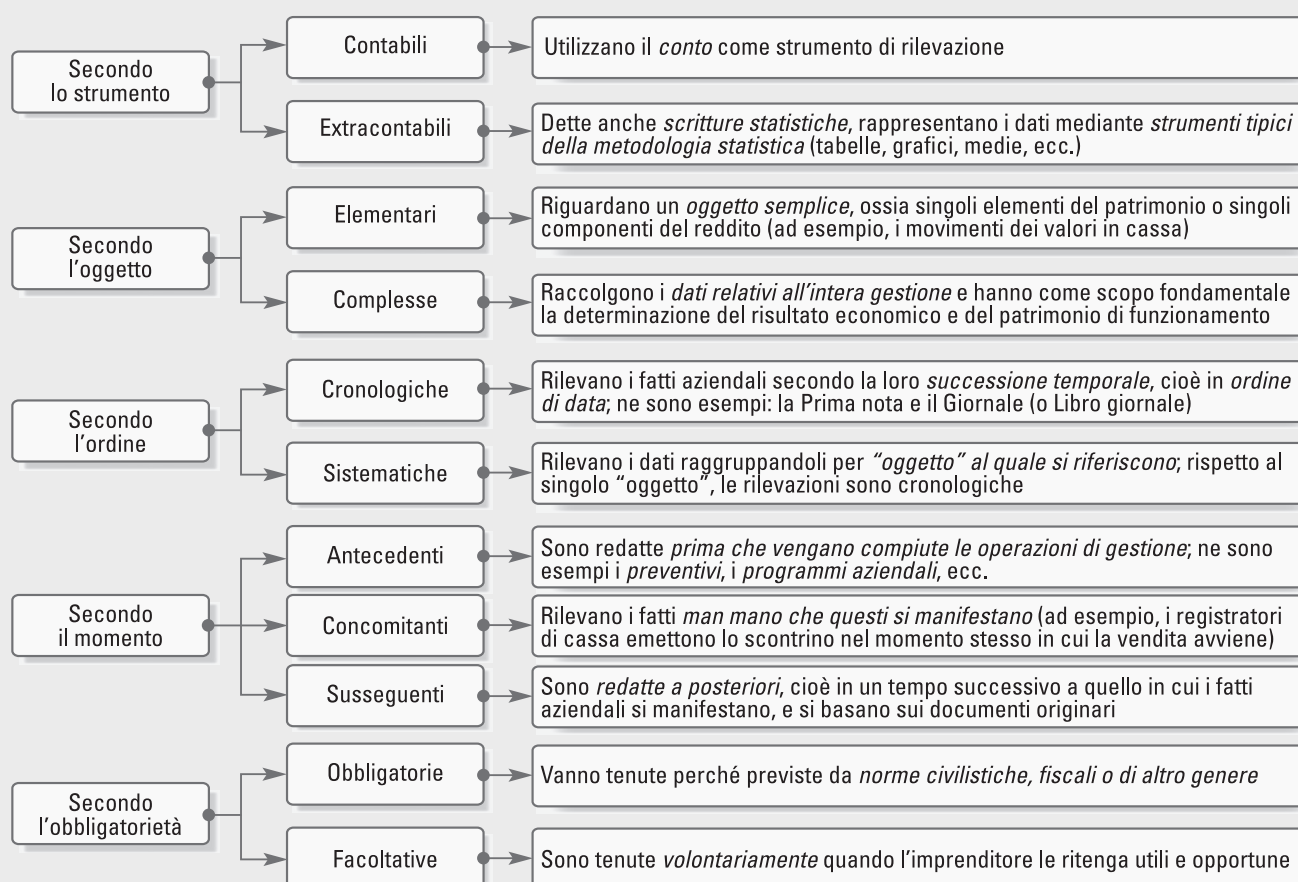 Secondo
lo strumento
Contabili
Utilizzano il conto come strumento di rilevazione
Extracontabili
Dette anche scritture statistiche, rappresentano i dati mediante strumenti tipici
della metodologia statistica (tabelle, grafici, medie, ecc.)
Secondo
l'oggetto
Elementari
Riguardano un oggetto semplice, ossia singoli elementi del patrimonio o singoli
componenti del reddito (ad esempio, i movimenti dei valori in cassa)
Complesse
Raccolgono i dati relativi all'intera gestione e hanno come scopo fondamentale
la determinazione del risultato economico e del patrimonio di funzionamento
Secondo
l'ordine
Cronologiche
Rilevano i fatti aziendali secondo la loro successione temporale, cioè in ordine
di data; ne sono esempi: la Prima nota e il Giornale (o Libro giornale)
Sistematiche
Rilevano i dati raggruppandoli per “oggetto” al quale si riferiscono; rispetto al
singolo “oggetto”, le rilevazioni sono cronologiche
Secondo
il momento
Antecedenti
Sono redatte prima che vengano compiute le operazioni di gestione; ne sono
esempi i preventivi, i programmi aziendali, ecc.
Concomitanti
Rilevano i fatti man mano che questi si manifestano (ad esempio, i registratori
di cassa emettono lo scontrino nel momento stesso in cui la vendita avviene)
Susseguenti
Sono redatte a posteriori, cioè in un tempo successivo a quello in cui i fatti
aziendali si manifestano, e si basano sui documenti originari
Secondo
l'obbligatorietà
Obbligatorie
Vanno tenute perché previste da norme civilistiche, fiscali o di altro genere
Facoltative
Sono tenute volontariamente quando l'imprenditore le ritenga utili e opportune